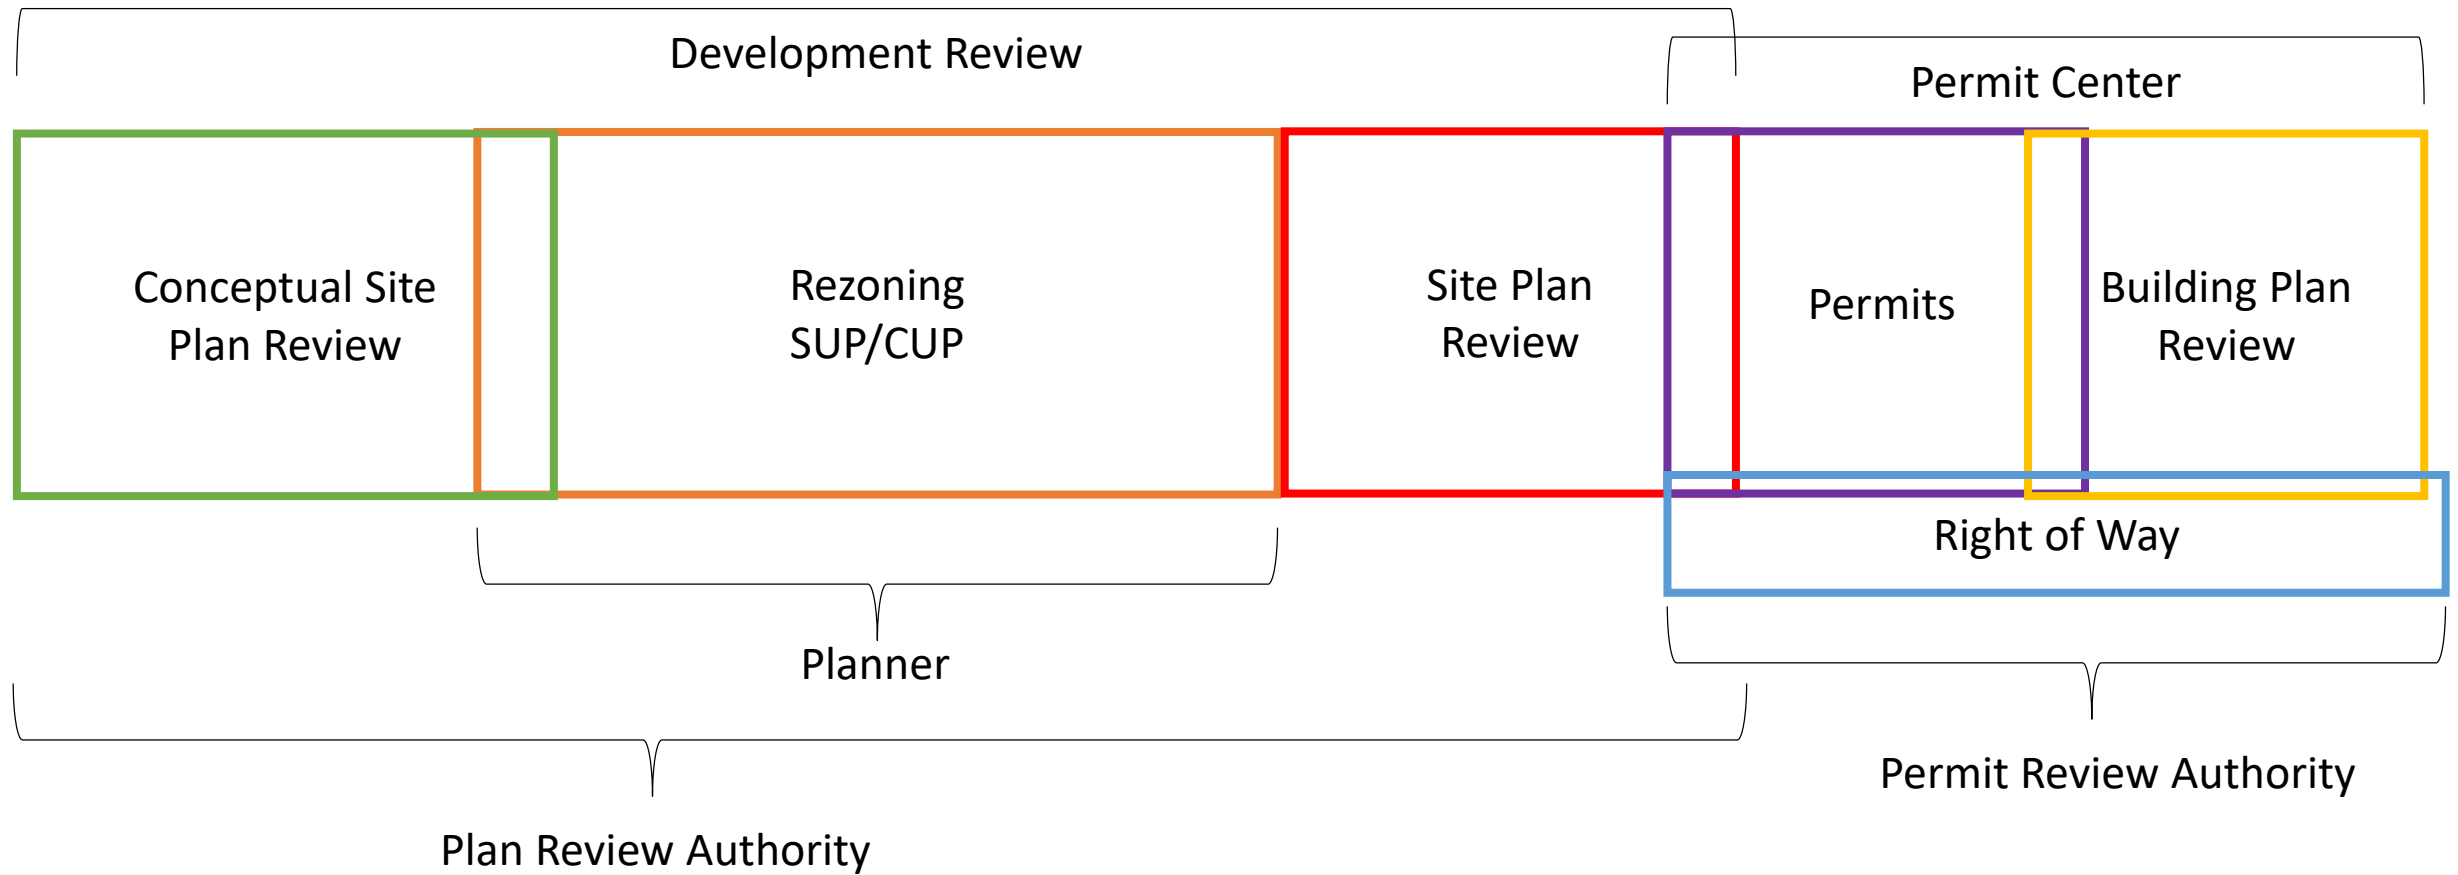 Development Review
Permit Center
Conceptual Site
Plan Review
Rezoning
SUP/CUP
Site Plan
Review
Permits
Building Plan
Review
Right of Way
Planner
Permit Review Authority
Plan Review Authority